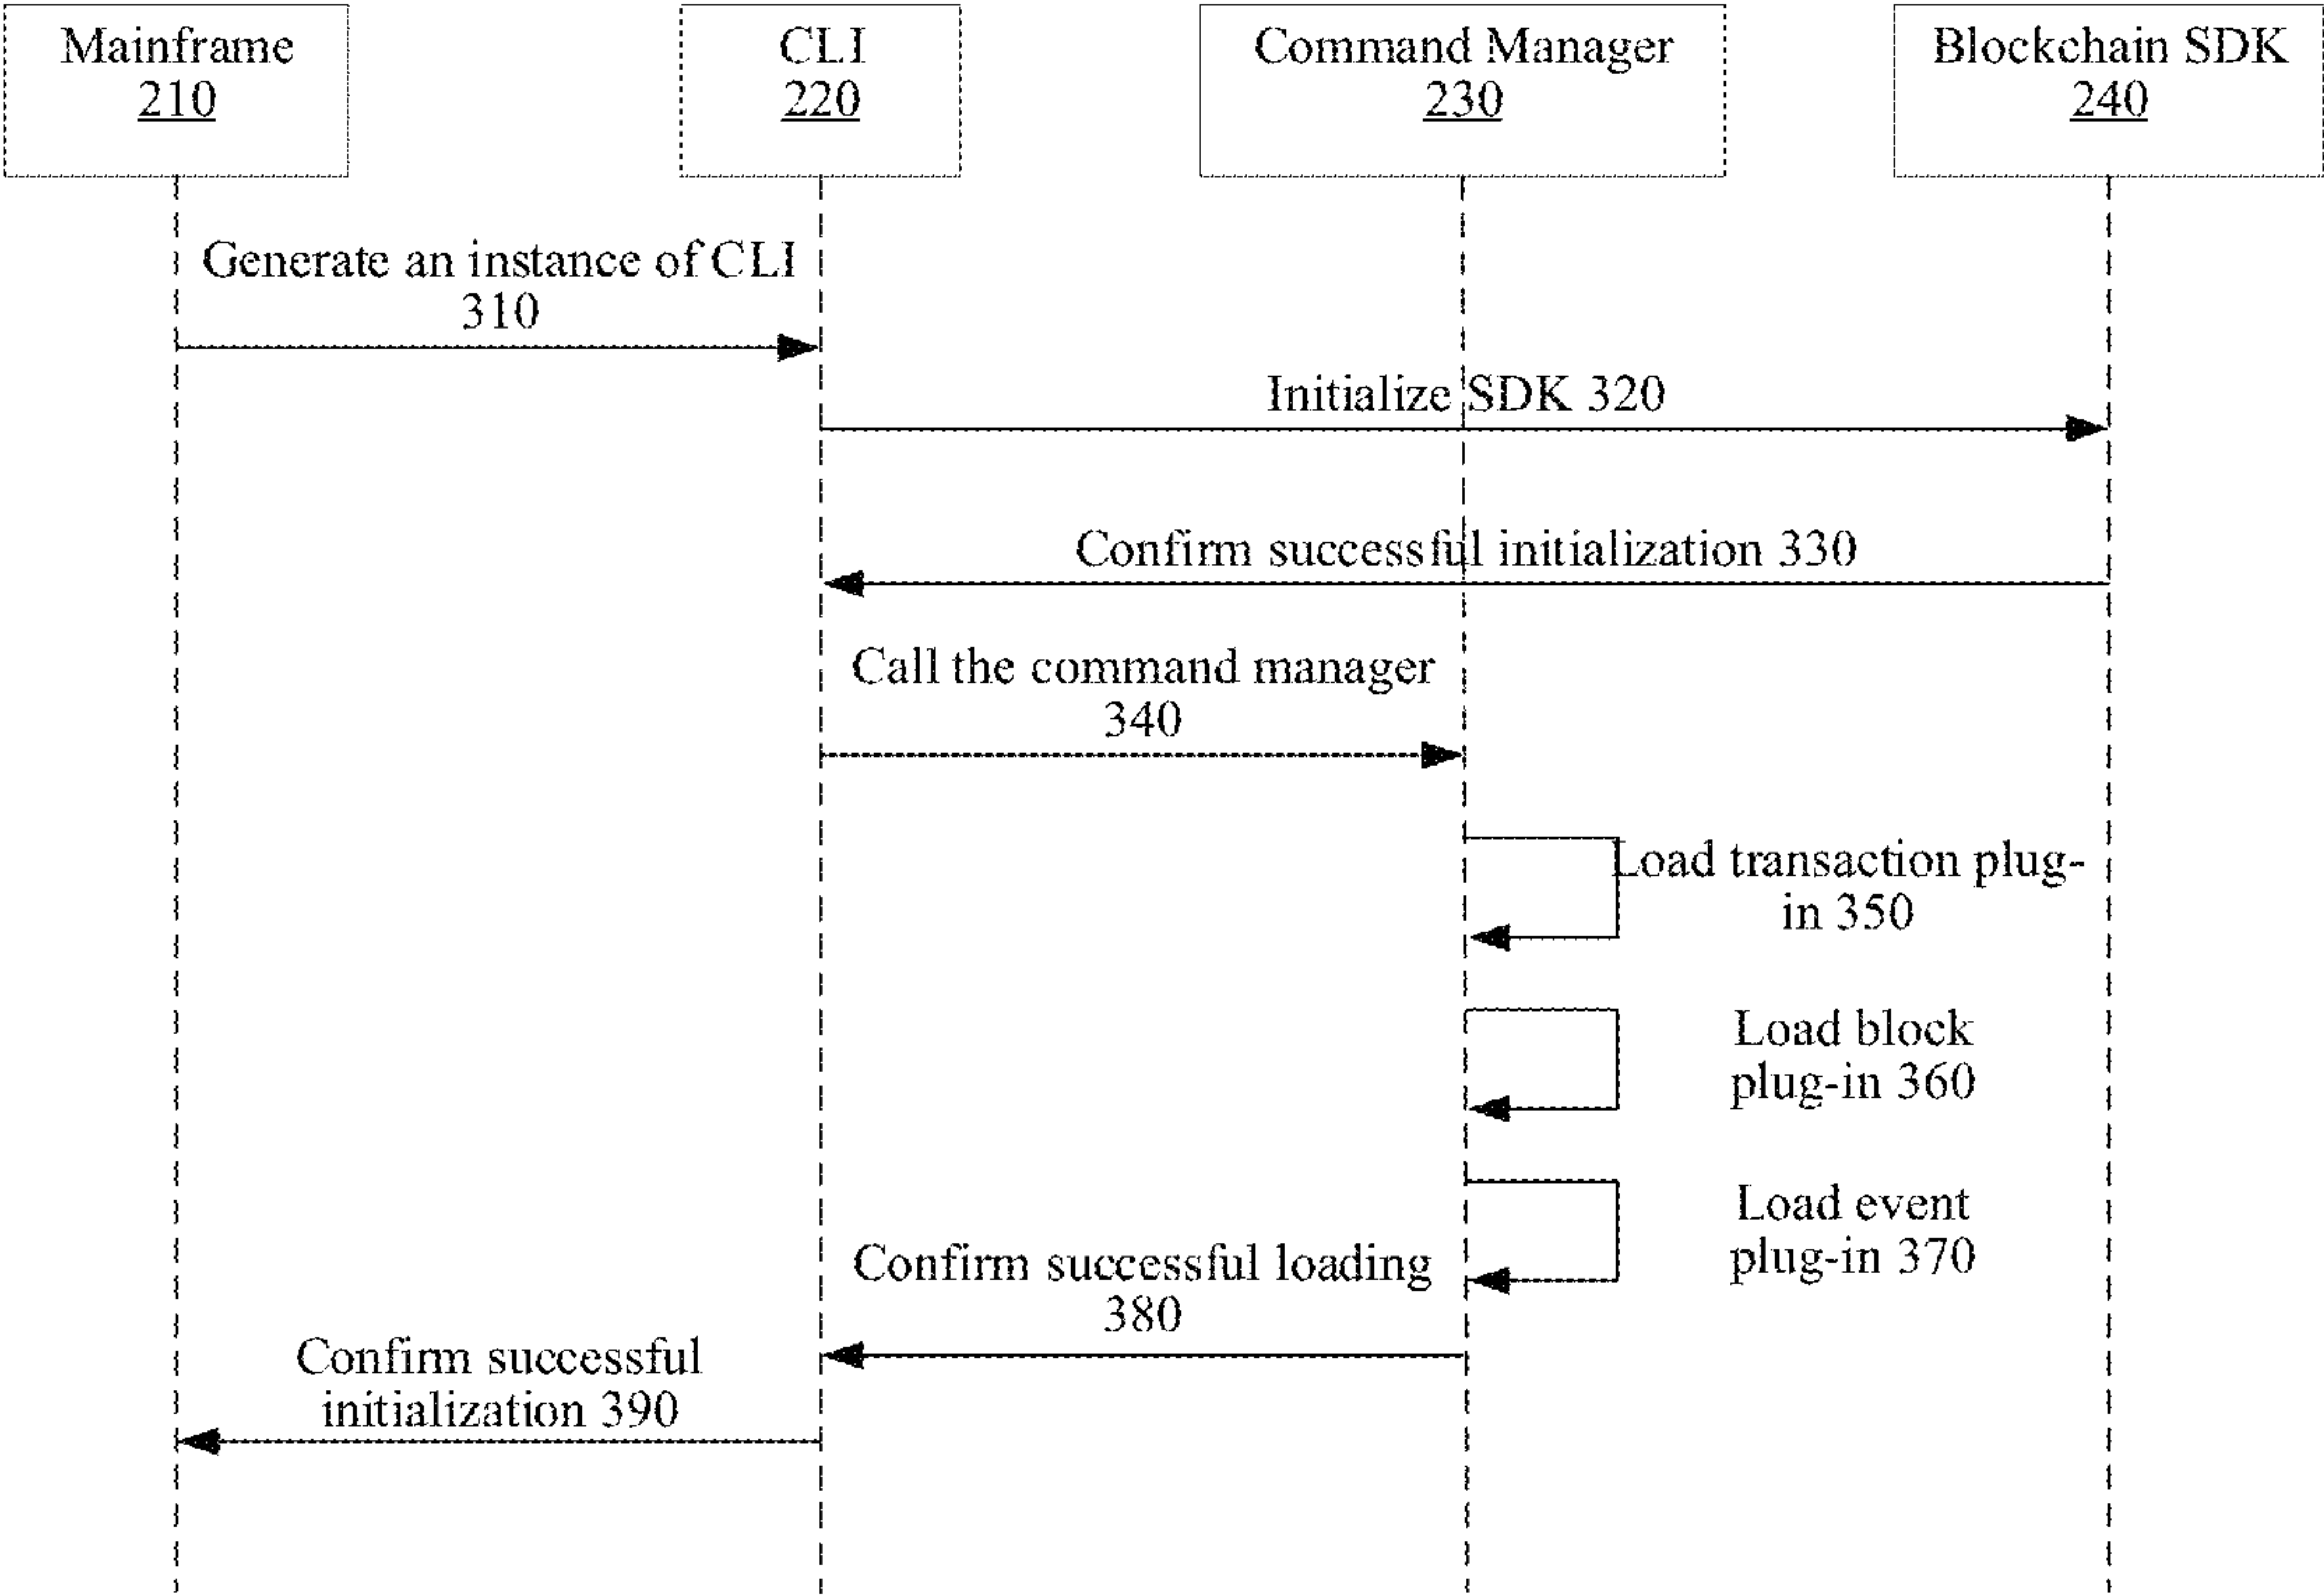 Mainframe
210
CLI
220
Command Manager
230
Blockchain SDK
240
Generate an instance of CLI
310
Initialize SDK 320
Confirm successful initialization 330
Call the command manager
340
Load transaction plug-
in 350
Load block
plug-in 360
Load event
plug-in 370
Confirm successful loading
380
Confirm successful
initialization 390